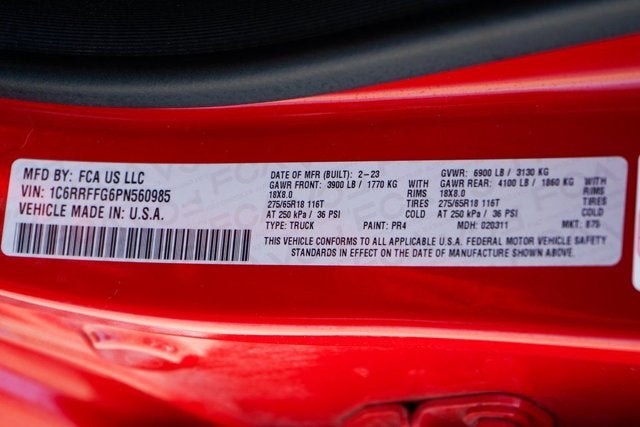 MFD BY: FCA US LLC
VIN: 1C6RRFFG6PN560985
VEHICLE MADE IN: U.S.A.
DATE OF MFR (BUILT): 2-23 GVWR: 6900 LB / 3130 KG
GAWR FRONT: 3900 LB / 1770 KG WITH GAWR REAR: 4100 LB / 1860 KG WITH
18X8.0 RIMS 18X8.0 RIMS
275/65R18 116T TIRES 275/65R18 116T TIRES
AT 250 kPa / 36 PSI COLD AT 250 kPa / 36 PSI COLD
TYPE: TRUCK PAINT: PR4 MDH: 020311 MKT: 875
THIS VEHICLE CONFORMS TO ALL APPLICABLE U.S.A. FEDERAL MOTOR VEHICLE SAFETY
STANDARDS IN EFFECT ON THE DATE OF MANUFACTURE SHOWN ABOVE.